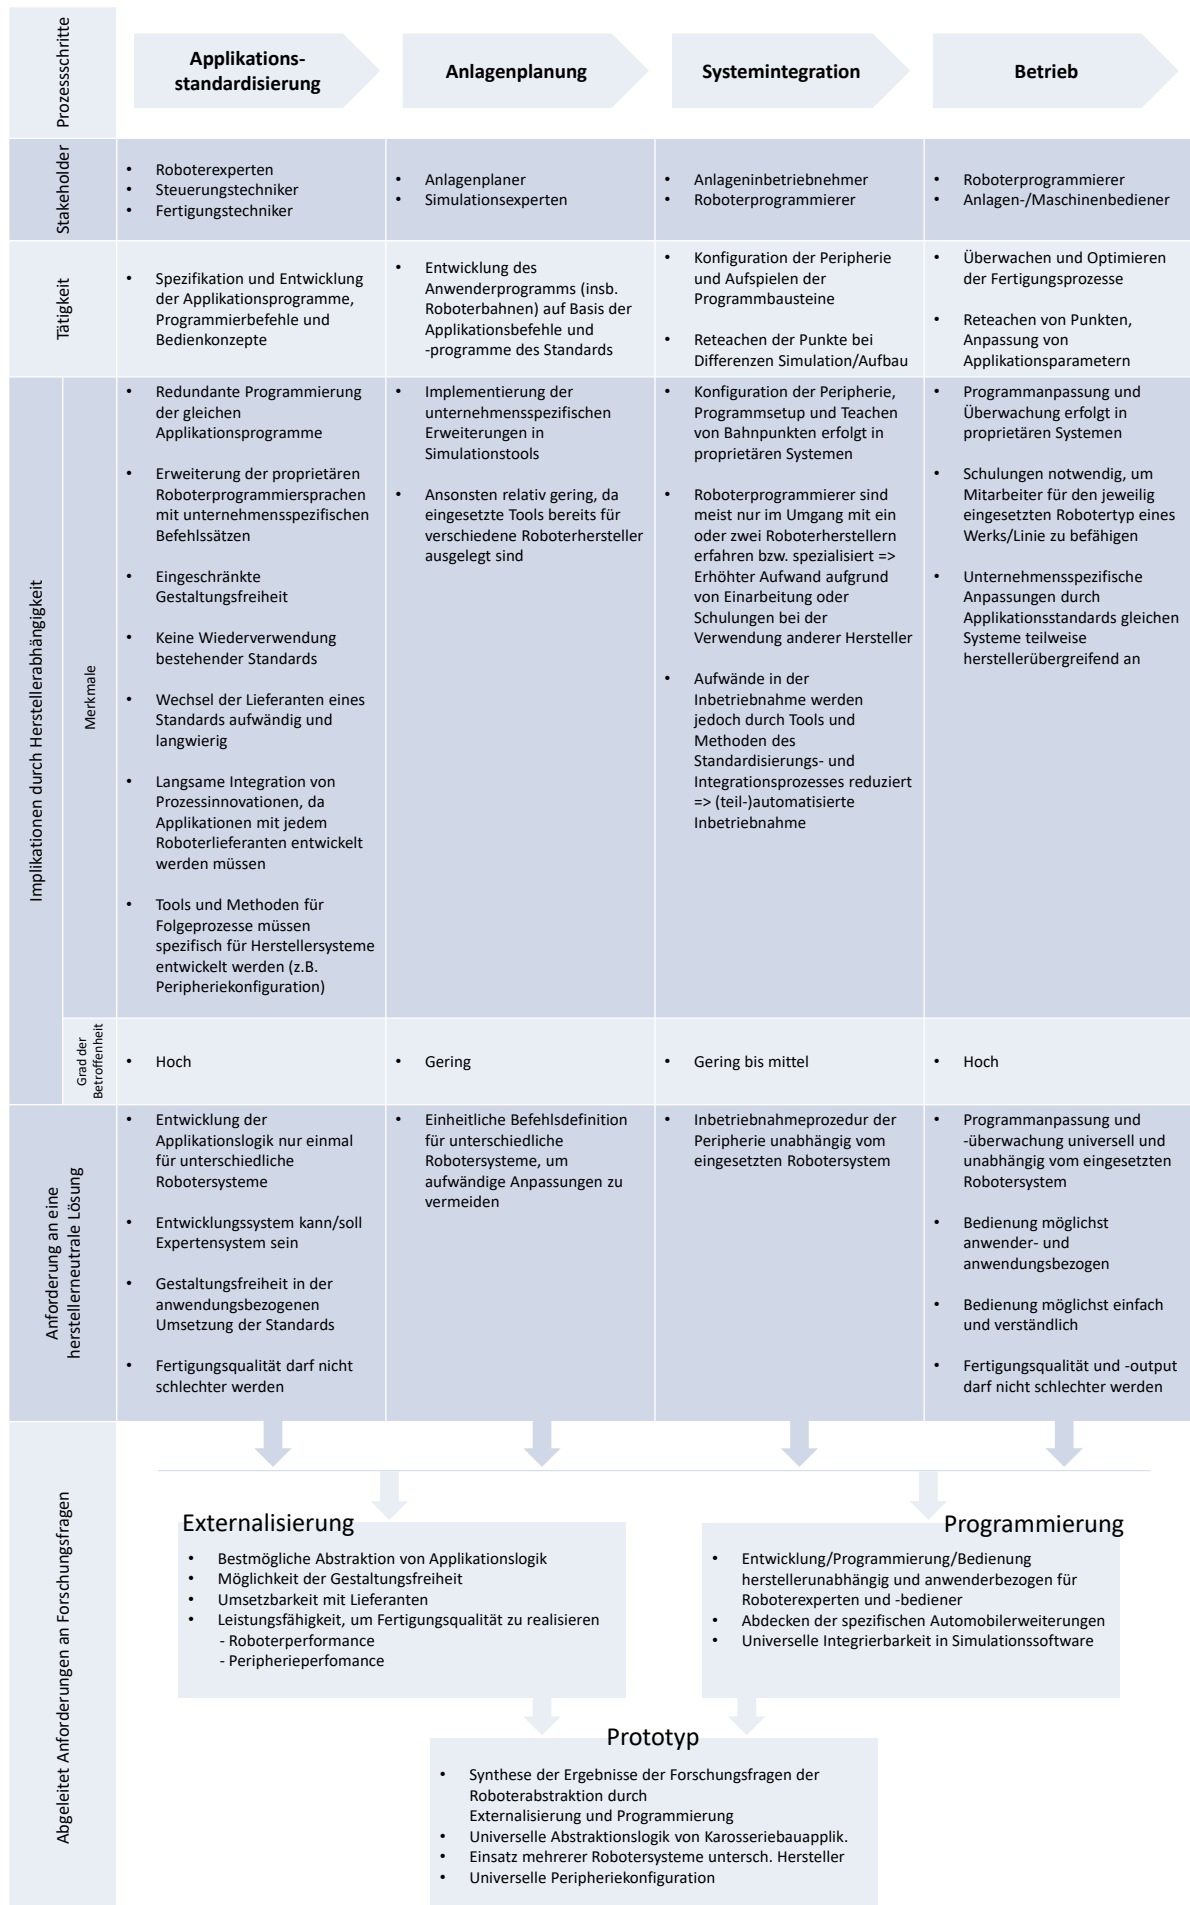 Prozessschritte
Applikations-
standardisierung
Anlagenplanung
Systemintegration
Betrieb
Stakeholder
• Roboterexperten
• Steuerungstechniker
• Fertigungstechniker
• Anlagenplaner
• Simulationsexperten
• Anlageninbetriebnehmer
• Roboterprogrammierer
• Roboterprogrammierer
• Anlagen-/Maschinenbediener
Tätigkeit
• Spezifikation und Entwicklung
der Applikationsprogramme,
Programmierbefehle und
Bedienkonzepte
• Entwicklung des
Anwenderprogramms (insb.
Roboterbahnen) auf Basis der
Applikationsbefehle und
-programme des Standards
• Konfiguration der Peripherie
und Aufspielen der
Programmbausteine
• Reteachen der Punkte bei
Differenzen Simulation/Aufbau
• Überwachen und Optimieren
der Fertigungsprozesse
• Reteachen von Punkten,
Anpassung von
Applikationsparametern
Implikationen durch Herstellerabhängigkeit
Merkmale
• Redundante Programmierung
der gleichen
Applikationsprogramme
• Erweiterung der proprietären
Roboterprogrammiersprachen
mit unternehmensspezifischen
Befehlssätzen
• Eingeschränkte
Gestaltungsfreiheit
• Keine Wiederverwendung
bestehender Standards
• Wechsel der Lieferanten eines
Standards aufwändig und
langwierig
• Langsame Integration von
Prozessinnovationen, da
Applikationen mit jedem
Roboterlieferanten entwickelt
werden müssen
• Tools und Methoden für
Folgeprozesse müssen
spezifisch für Herstellersysteme
entwickelt werden (z.B.
Peripheriekonfiguration)
• Implementierung der
unternehmensspezifischen
Erweiterungen in
Simulationstools
• Ansonsten relativ gering, da
eingesetzte Tools bereits für
verschiedene Roboterhersteller
ausgelegt sind
• Konfiguration der Peripherie,
Programmsetup und Teachen
von Bahnpunkten erfolgt in
proprietären Systemen
• Roboterprogrammierer sind
meist nur im Umgang mit ein
oder zwei Roboterherstellern
erfahren bzw. spezialisiert =>
Erhöhter Aufwand aufgrund
von Einarbeitung oder
Schulungen bei der
Verwendung anderer Hersteller
• Aufwände in der
Inbetriebnahme werden
jedoch durch Tools und
Methoden des
Standardisierungs- und
Integrationsprozesses reduziert
=> (teil-)automatisierte
Inbetriebnahme
• Programmanpassung und
Überwachung erfolgt in
proprietären Systemen
• Schulungen notwendig, um
Mitarbeiter für den jeweilig
eingesetzten Robotertyp eines
Werks/Linie zu befähigen
• Unternehmensspezifische
Anpassungen durch
Applikationsstandards gleichen
Systeme teilweise
herstellerübergreifend an
Grad der
Betroffenheit
• Hoch
• Gering
• Gering bis mittel
• Hoch
Anforderung an eine
herstellerneutrale Lösung
• Entwicklung der
Applikationslogik nur einmal
für unterschiedliche
Robotersysteme
• Entwicklungssystem kann/soll
Expertensystem sein
• Gestaltungsfreiheit in der
anwendungsbezogenen
Umsetzung der Standards
• Fertigungsqualität darf nicht
schlechter werden
• Einheitliche Befehlsdefinition
für unterschiedliche
Robotersysteme, um
aufwändige Anpassungen zu
vermeiden
• Inbetriebnahmeprozedur der
Peripherie unabhängig vom
eingesetzten Robotersystem
• Programmanpassung und
-überwachung universell und
unabhängig vom eingesetzten
Robotersystem
• Bedienung möglichst
anwender- und
anwendungsbezogen
• Bedienung möglichst einfach
und verständlich
• Fertigungsqualität und -output
darf nicht schlechter werden
Abgeleitet Anforderungen an Forschungsfragen
Externalisierung
• Bestmögliche Abstraktion von Applikationslogik
• Möglichkeit der Gestaltungsfreiheit
• Umsetzbarkeit mit Lieferanten
• Leistungsfähigkeit, um Fertigungsqualität zu realisieren
- Roboterperformance
- Peripherieperfomance
Programmierung
• Entwicklung/Programmierung/Bedienung
herstellerunabhängig und anwenderbezogen für
Roboterexperten und -bediener
• Abdecken der spezifischen Automobilerweiterungen
• Universelle Integrierbarkeit in Simulationssoftware
Prototyp
• Synthese der Ergebnisse der Forschungsfragen der
Roboterabstraktion durch
Externalisierung und Programmierung
• Universelle Abstraktionslogik von Karosseriebauapplik.
• Einsatz mehrerer Robotersysteme untersch. Hersteller
• Universelle Peripheriekonfiguration